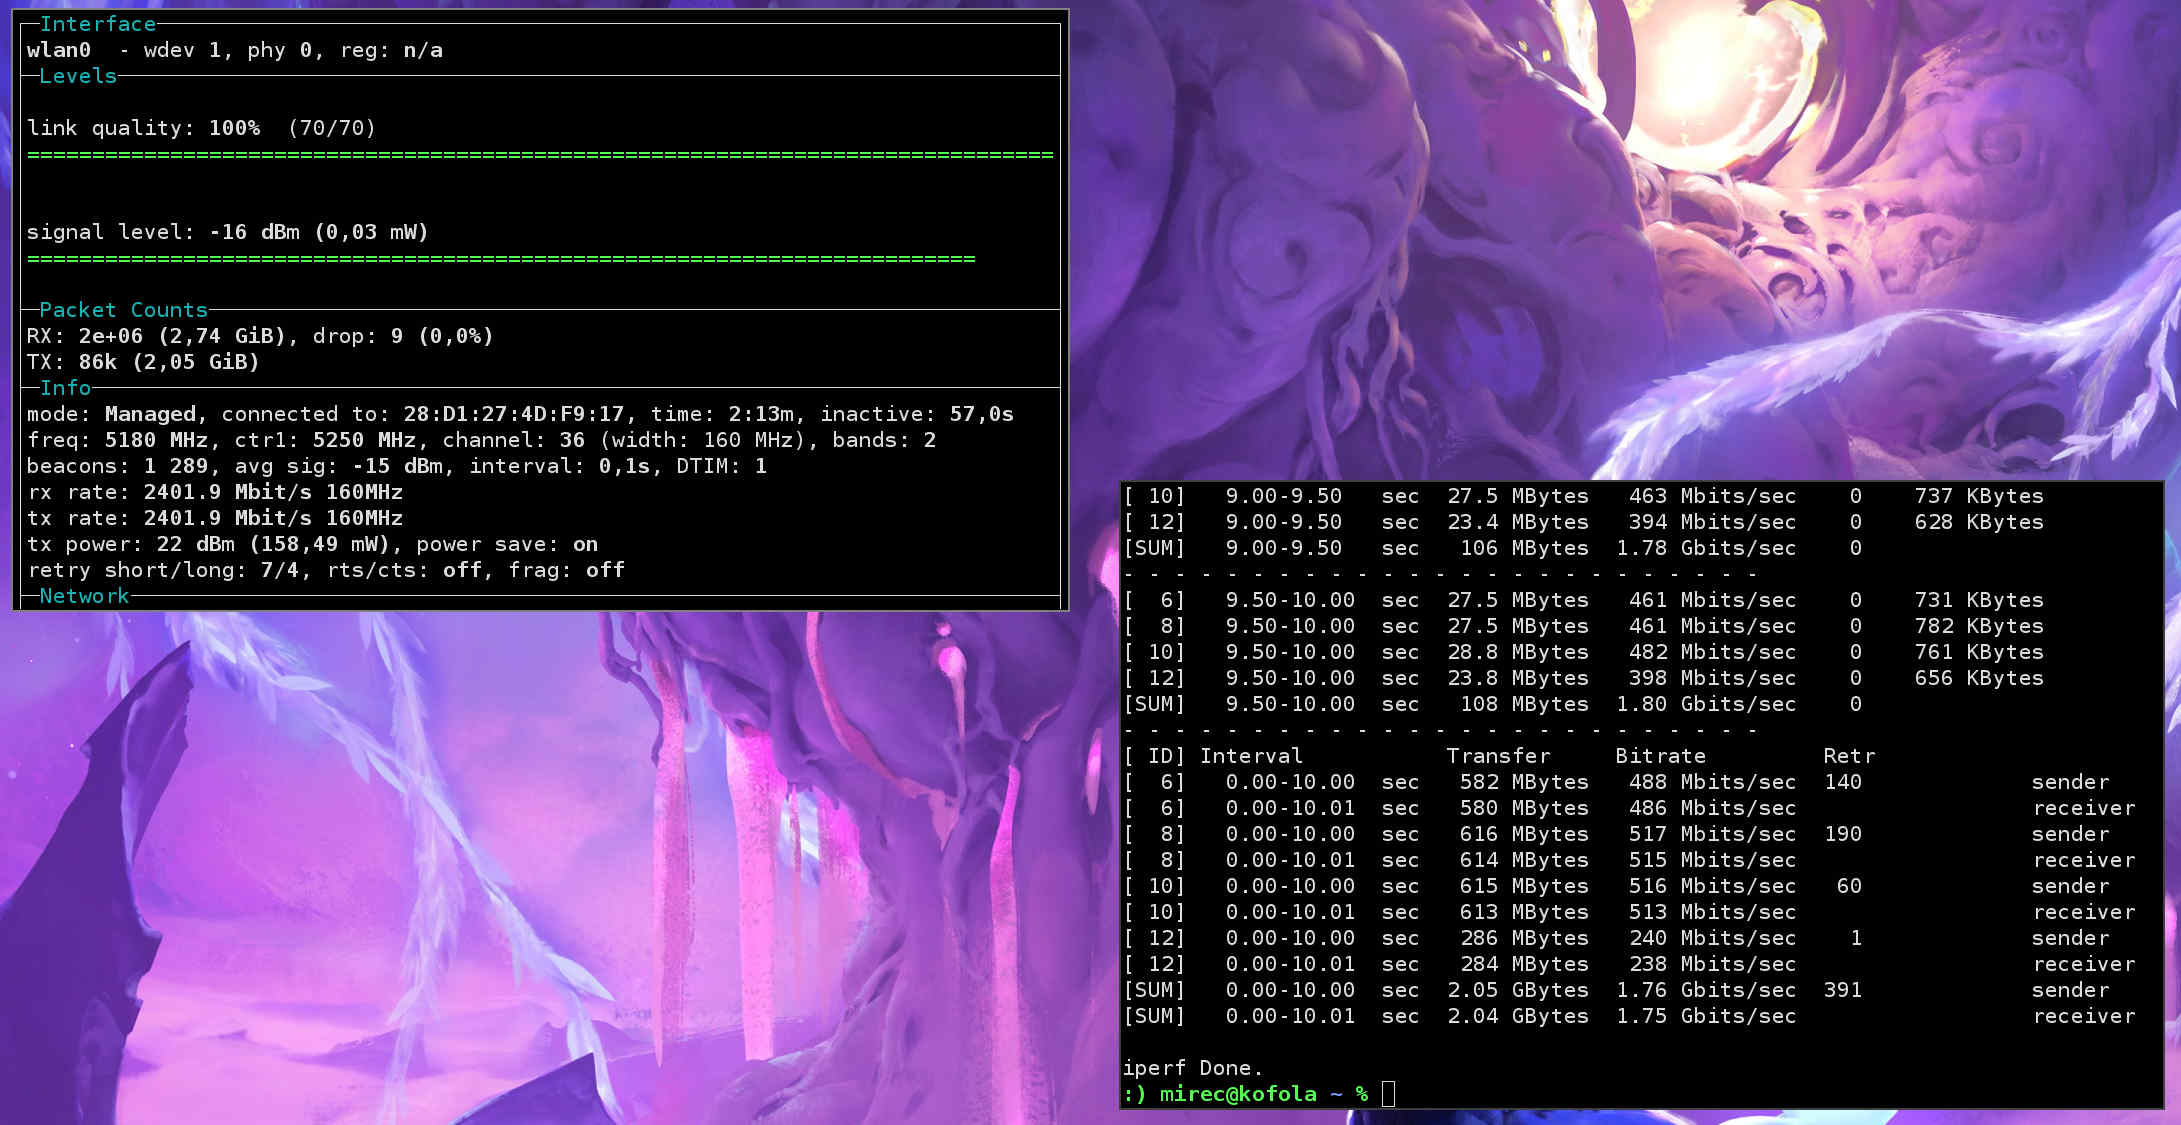 Interface
wlan0  - wdev 1, phy 0, reg: n/a
Levels
link quality: 100%  (70/70)
===============================================================================
signal level: -16 dBm (0,03 mW)
=========================================================================
Packet Counts
RX: 2e+06 (2,74 GiB), drop: 9 (0,0%)
TX: 86k (2,05 GiB)
Info
mode: Managed, connected to: 28:D1:27:4D:F9:17, time: 2:13m, inactive: 57,0s
freq: 5180 MHz, ctr1: 5250 MHz, channel: 36 (width: 160 MHz), bands: 2
beacons: 1 289, avg sig: -15 dBm, interval: 0,1s, DTIM: 1
rx rate: 2401.9 Mbit/s 160MHz
tx rate: 2401.9 Mbit/s 160MHz
tx power: 22 dBm (158,49 mW), power save: on
retry short/long: 7/4, rts/cts: off, frag: off
Network
[ 10]   9.00-9.50   sec  27.5 MBytes   463 Mbits/sec    0    737 KBytes
[ 12]   9.00-9.50   sec  23.4 MBytes   394 Mbits/sec    0    628 KBytes
[SUM]   9.00-9.50   sec   106 MBytes  1.78 Gbits/sec    0
- - - - - - - - - - - - - - - - - - - - - - - - -
[  6]   9.50-10.00  sec  27.5 MBytes   461 Mbits/sec    0    731 KBytes
[  8]   9.50-10.00  sec  27.5 MBytes   461 Mbits/sec    0    782 KBytes
[ 10]   9.50-10.00  sec  28.8 MBytes   482 Mbits/sec    0    761 KBytes
[ 12]   9.50-10.00  sec  23.8 MBytes   398 Mbits/sec    0    656 KBytes
[SUM]   9.50-10.00  sec   108 MBytes  1.80 Gbits/sec    0
- - - - - - - - - - - - - - - - - - - - - - - - -
[ ID] Interval           Transfer     Bitrate         Retr
[  6]   0.00-10.00  sec   582 MBytes   488 Mbits/sec  140             sender
[  6]   0.00-10.01  sec   580 MBytes   486 Mbits/sec                  receiver
[  8]   0.00-10.00  sec   616 MBytes   517 Mbits/sec  190             sender
[  8]   0.00-10.01  sec   614 MBytes   515 Mbits/sec                  receiver
[ 10]   0.00-10.00  sec   615 MBytes   516 Mbits/sec   60             sender
[ 10]   0.00-10.01  sec   613 MBytes   513 Mbits/sec                  receiver
[ 12]   0.00-10.00  sec   286 MBytes   240 Mbits/sec    1             sender
[ 12]   0.00-10.01  sec   284 MBytes   238 Mbits/sec                  receiver
[SUM]   0.00-10.00  sec  2.05 GBytes  1.76 Gbits/sec  391             sender
[SUM]   0.00-10.01  sec  2.04 GBytes  1.75 Gbits/sec                  receiver
iperf Done.
:) mirec@kofola ~ %